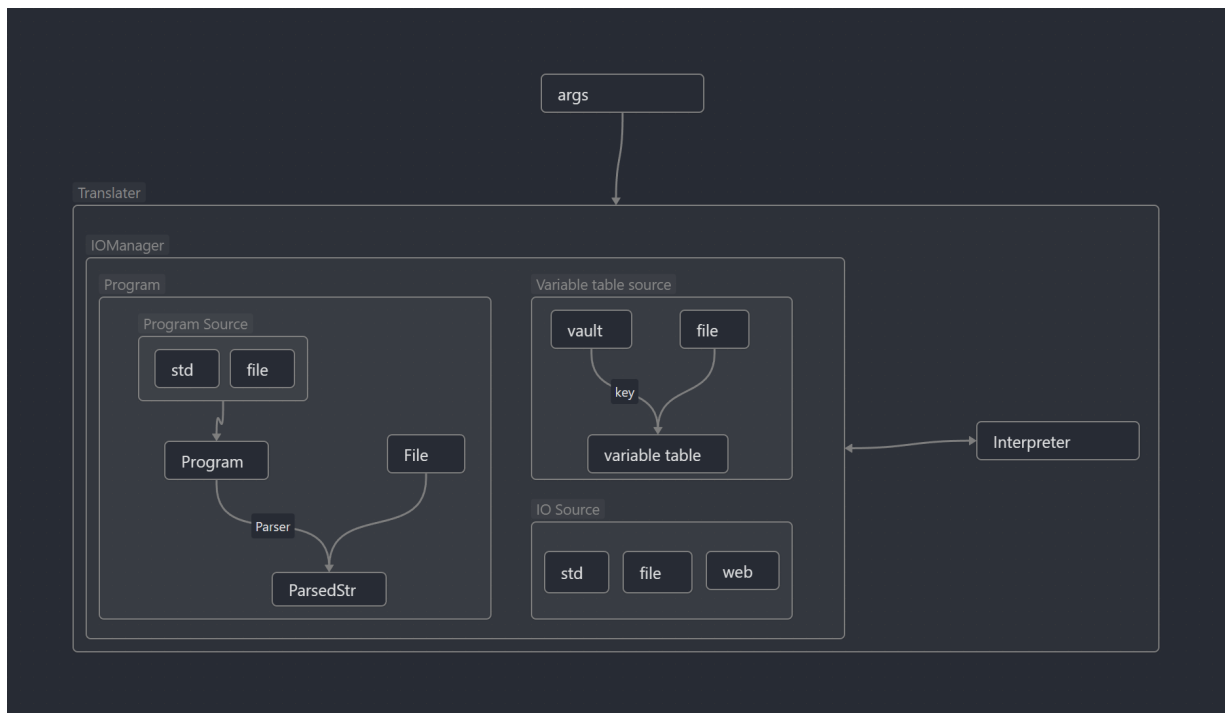 args
Translater
IOManager
Program
Program Source
std
file
Program
File
Parser
ParsedStr
Variable table source
vault
file
key
variable table
IO Source
std
file
web
Interpreter